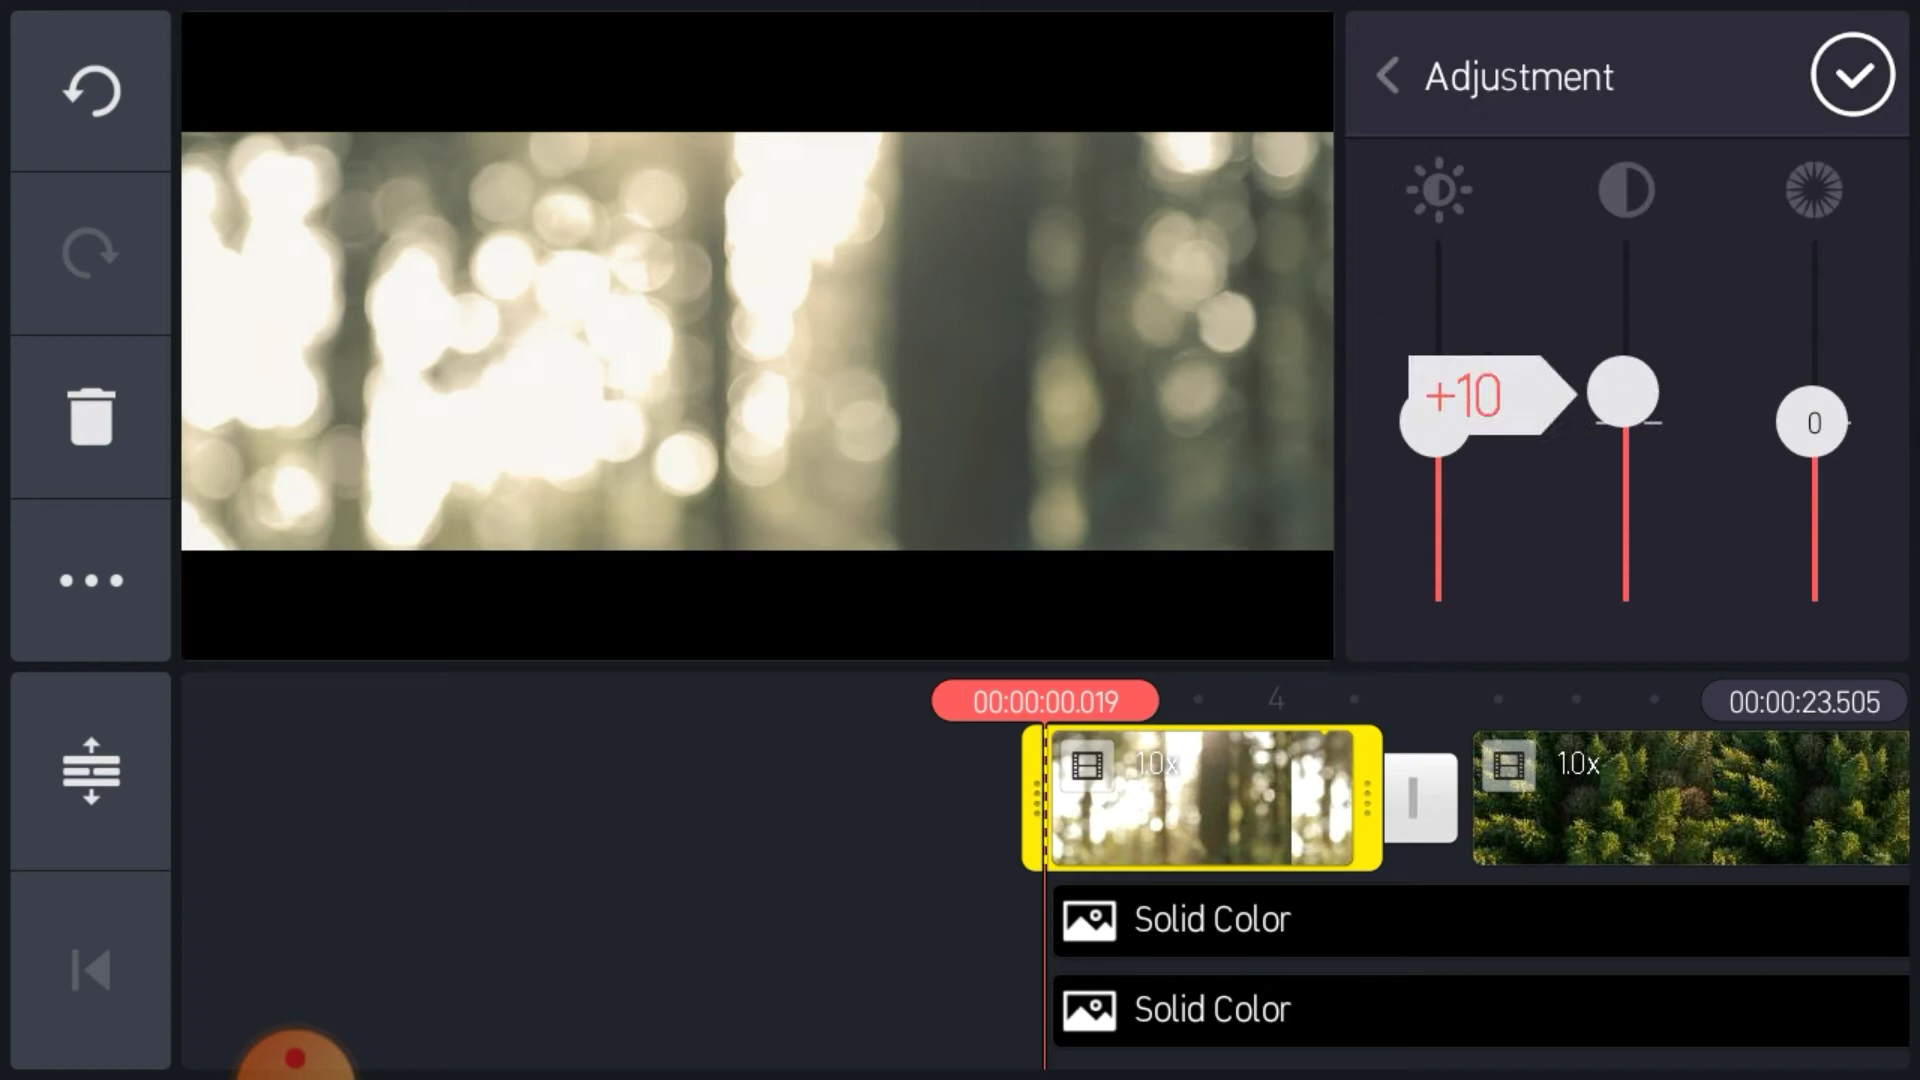 Adjustment
+10
0
00:00:00.019
4
00:00:23.505
1.0x
1.0x
Solid Color
Solid Color